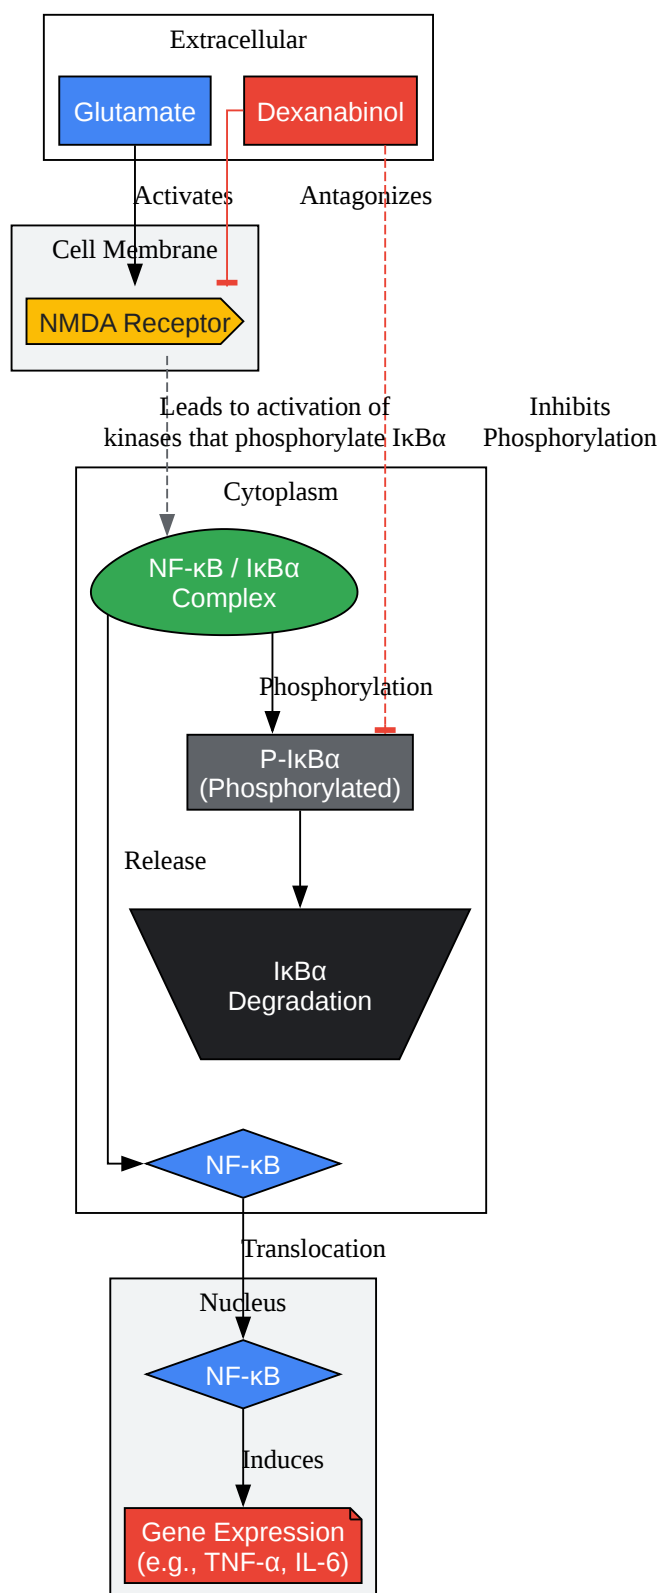 Extracellular
Glutamate
Dexanabinol
Activates
Antagonizes
Cell Membrane
NMDA Receptor
Leads to activation of
kinases that phosphorylate IκBα
Inhibits
Phosphorylation
Cytoplasm
NF-κB / IκBα
Complex
Phosphorylation
P-IκBα
(Phosphorylated)
Release
IκBα
Degradation
NF-κB
Translocation
Nucleus
NF-κB
Induces
Gene Expression
(e.g., TNF-α, IL-6)